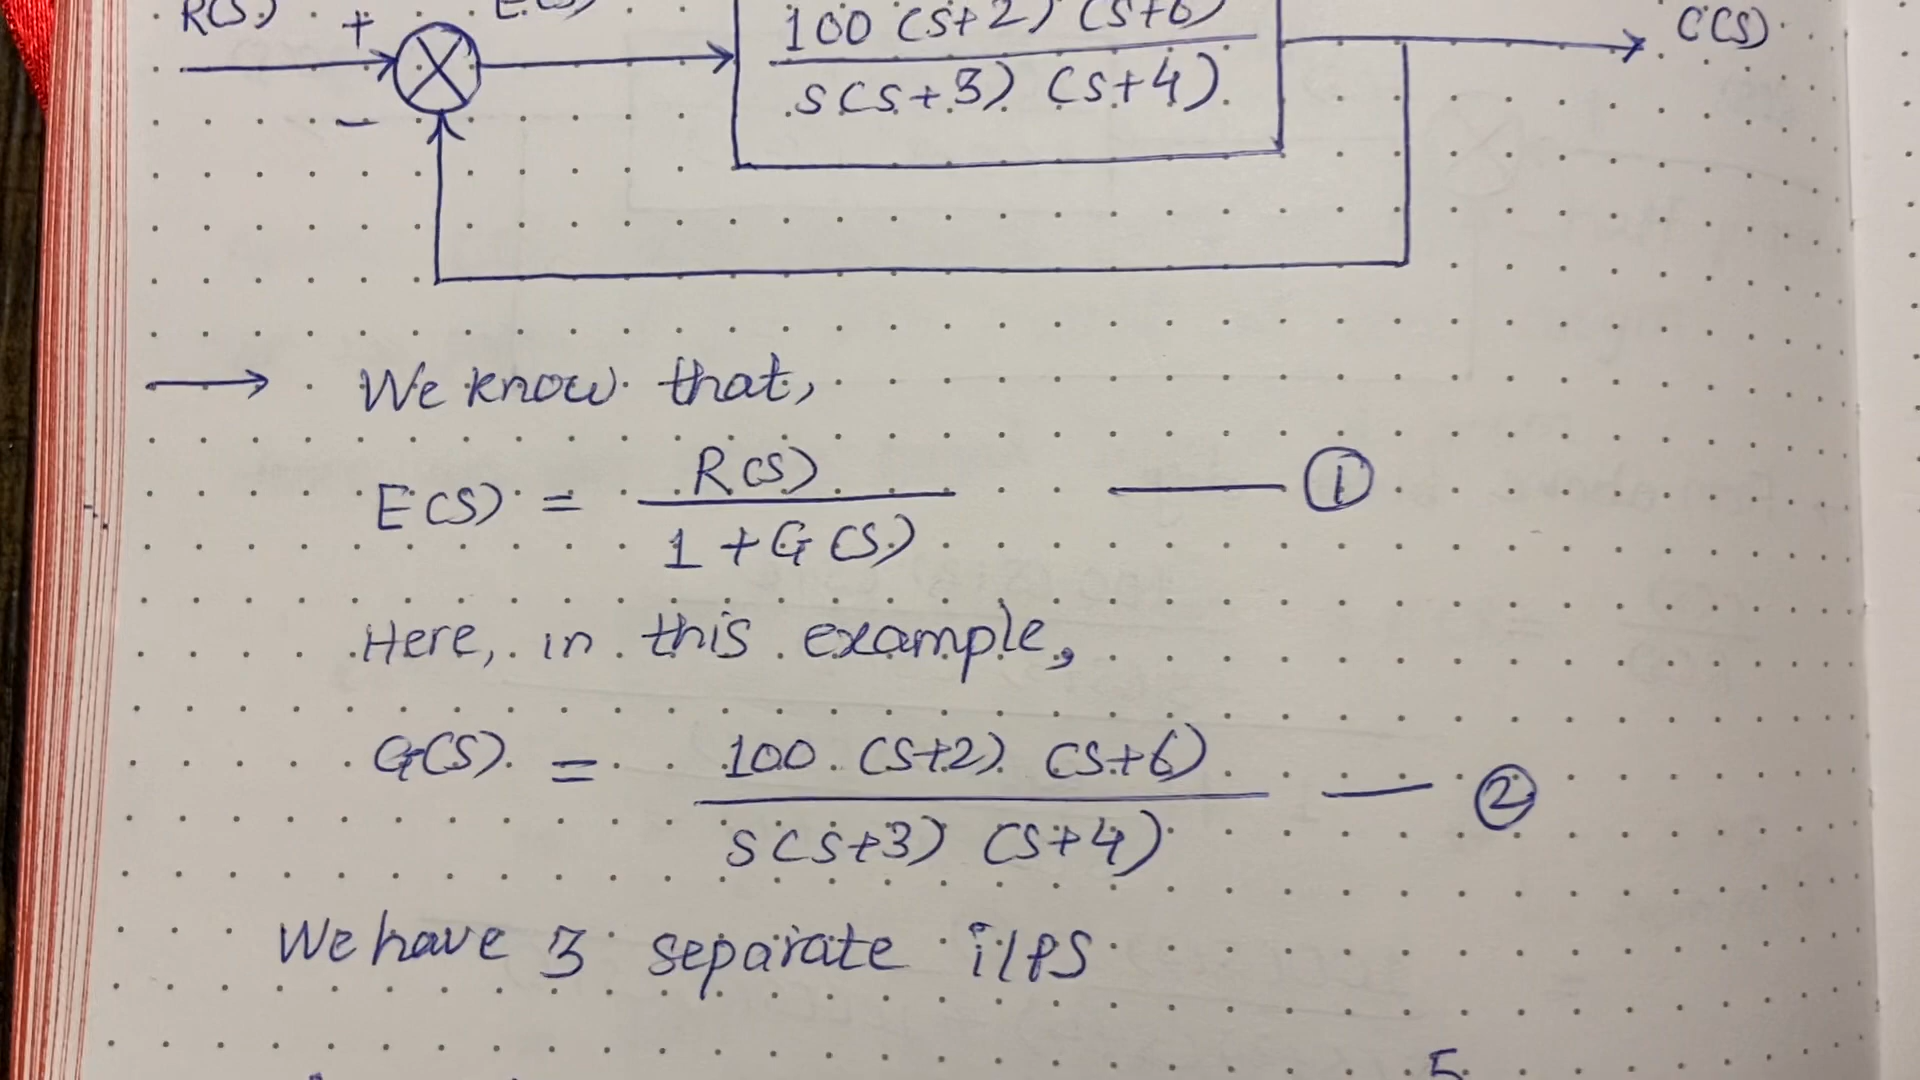 R(S) + E(S) 100 (S+2) (S+6) C(S)
S(S+3) (S+4)
-
We know that,
E(S) = R(S) / 1+G(S) — ①
Here, in this example,
G(S) = 100 (S+2) (S+6) / S(S+3) (S+4) — ②
We have 3 separate i/ps
5